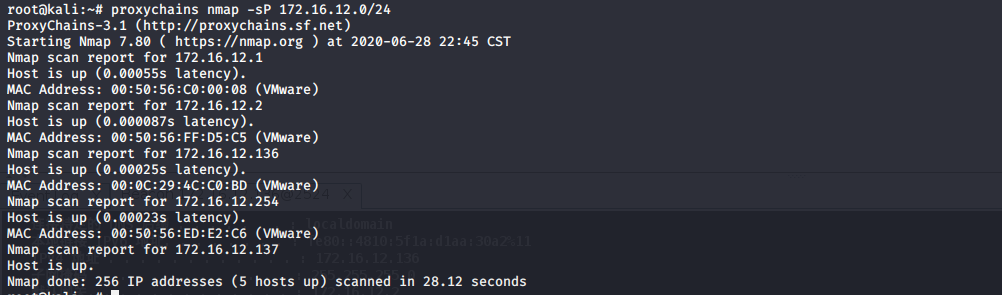 root@kali:~# proxychains nmap -sP 172.16.12.0/24
ProxyChains-3.1 (http://proxychains.sf.net)
Starting Nmap 7.80 ( https://nmap.org ) at 2020-06-28 22:45 CST
Nmap scan report for 172.16.12.1
Host is up (0.00055s latency).
MAC Address: 00:50:56:C0:00:08 (VMware)
Nmap scan report for 172.16.12.2
Host is up (0.000087s latency).
MAC Address: 00:50:56:FF:D5:C5 (VMware)
Nmap scan report for 172.16.12.136
Host is up (0.00025s latency).
MAC Address: 00:0C:29:4C:C0:BD (VMware)
Nmap scan report for 172.16.12.254
Host is up (0.00023s latency).
: localdomain
MAC Address: 00:50:56:ED:E2:C6 (VMware)
Nmap scan report for 172.16.12.137
: 172.16.12.136
Host is up.
Nmap done: 256 IP addresses (5 hosts up) scanned in 28.12 seconds
root@kali:~#